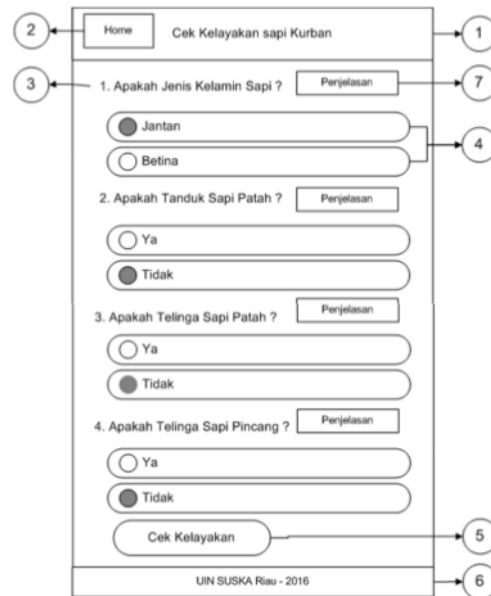 2
Home
Cek Kelayakan sapi Kurban
1
3
1. Apakah Jenis Kelamin Sapi ?
Penjelasan
7
Jantan
Betina
4
2. Apakah Tanduk Sapi Patah ?
Penjelasan
Ya
Tidak
3. Apakah Telinga Sapi Patah ?
Penjelasan
Ya
Tidak
4. Apakah Telinga Sapi Pincang ?
Penjelasan
Ya
Tidak
Cek Kelayakan
5
UIN SUSKA Riau - 2016
6